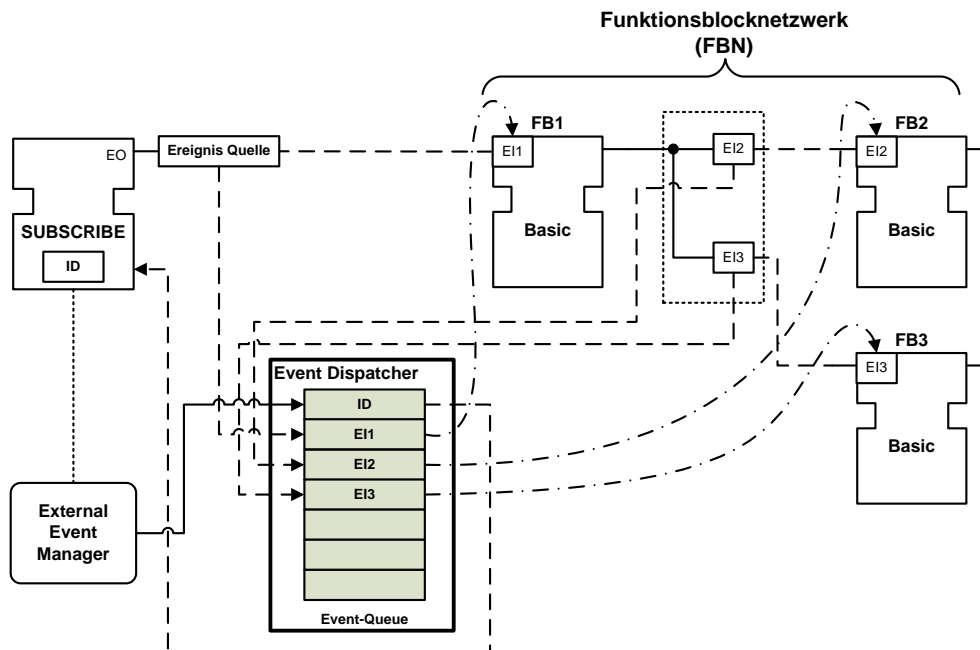 Funktionsblocknetzwerk
(FBN)
EO
Ereignis Quelle
SUBSCRIBE
ID
FB1
EI1
Basic
EI2
EI3
FB2
EI2
Basic
FB3
EI3
Basic
Event Dispatcher
ID
EI1
EI2
EI3
Event-Queue
External
Event
Manager